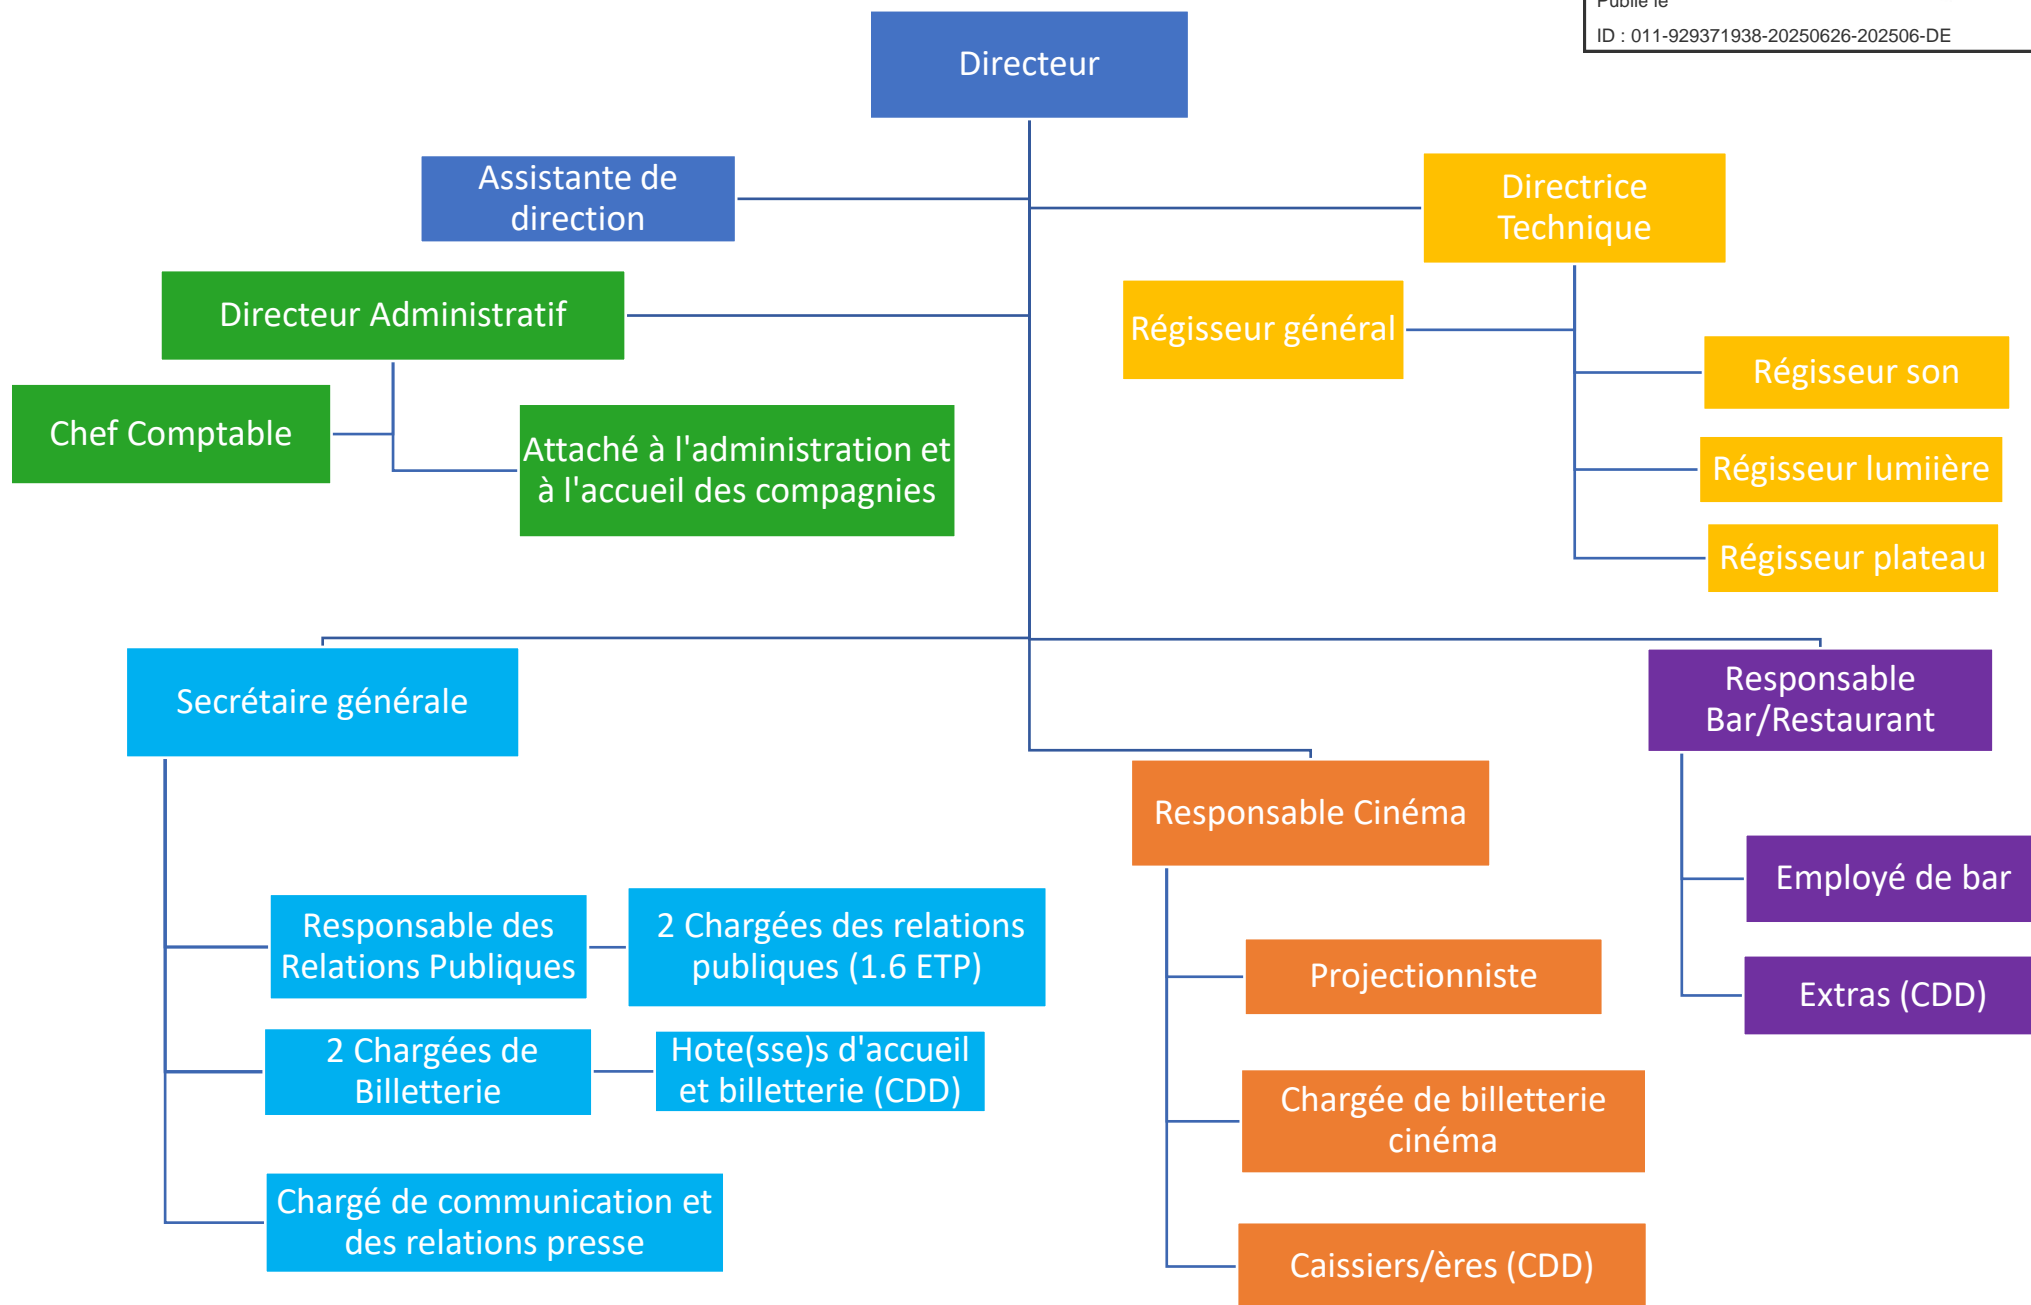 Publié le
ID : 011-929371938-20250626-202506-DE
Directeur
Assistante de
direction
Directrice
Technique
Directeur Administratif
Régisseur général
Régisseur son
Chef Comptable
Attaché à l'administration et
à l'accueil des compagnies
Régisseur lumiière
Régisseur plateau
Secrétaire générale
Responsable
Bar/Restaurant
Responsable Cinéma
Employé de bar
Responsable des
Relations Publiques
2 Chargées des relations
publiques (1.6 ETP)
Projectionniste
Extras (CDD)
2 Chargées de
Billetterie
Hote(sse)s d'accueil
et billetterie (CDD)
Chargée de billetterie
cinéma
Chargé de communication et
des relations presse
Caissiers/ères (CDD)